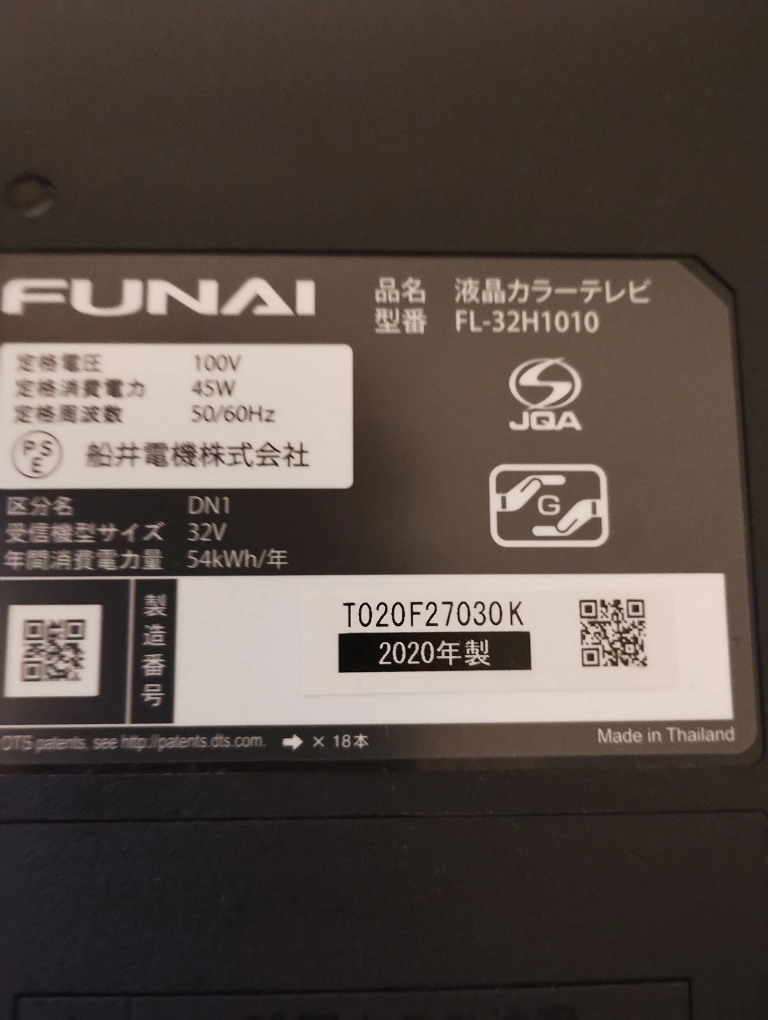 FUNAI
品名 液晶カラーテレビ
型番 FL-32H1010
定格電圧 100V
定格消費電力 45W
定格周波数 50/60Hz
PSE 船井電機株式会社
JQA
G
区分名 DN1
受信機型サイズ 32V
年間消費電力量 54kWh/年
製造番号
T020F27030K
2020年製
DTS patents, see http://patents.dts.com.
➡ × 18本
Made in Thailand